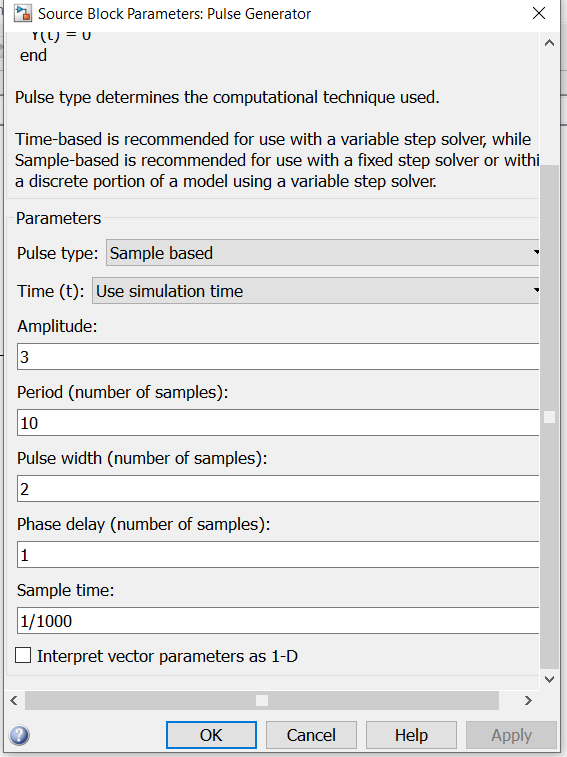 Source Block Parameters: Pulse Generator
Y(t) = 0
end
Pulse type determines the computational technique used.
Time-based is recommended for use with a variable step solver, while
Sample-based is recommended for use with a fixed step solver or withi
a discrete portion of a model using a variable step solver.
Parameters
Pulse type: Sample based
Time (t): Use simulation time
Amplitude:
3
Period (number of samples):
10
Pulse width (number of samples):
2
Phase delay (number of samples):
1
Sample time:
1/1000
Interpret vector parameters as 1-D
OK Cancel Help Apply